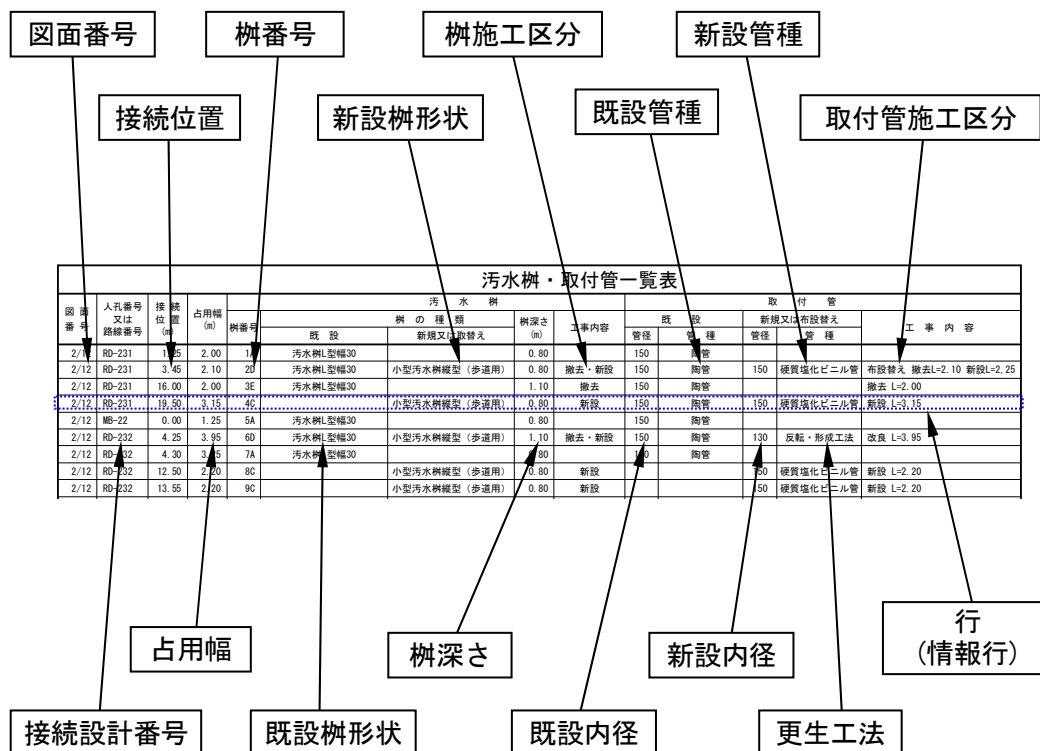 図面番号
桝番号
桝施工区分
新設管種
接続位置
新設桝形状
既設管種
取付管施工区分
汚水桝・取付管一覧表
図面番号 人孔番号又は路線番号 接続位置(m) 占用幅(m) 汚水桝 取付管
桝番号 桝の種類 桝深さ(m) 工事内容 既設 新規又は布設替え 工事内容
既設 新規又は取替え 管径 管種 管径 管種
2/12 RD-231 2.00 汚水桝L型幅30 0.80 150 陶管
2/12 RD-231 3.45 2.10 2D 汚水桝L型幅30 小型汚水桝縦型(歩道用) 0.80 撤去・新設 150 陶管 150 硬質塩化ビニル管 布設替え 撤去L=2.10 新設L=2.25
2/12 RD-231 16.00 2.00 3E 汚水桝L型幅30 1.10 撤去 150 陶管 撤去 L=2.00
2/12 RD-231 19.50 3.15 4C 小型汚水桝縦型(歩道用) 0.80 新設 150 陶管 150 硬質塩化ビニル管 新設 L=3.15
2/12 MB-22 0.00 1.25 5A 汚水桝L型幅30 0.80 150 陶管
2/12 RD-232 4.25 3.95 6D 汚水桝L型幅30 小型汚水桝縦型(歩道用) 1.10 撤去・新設 150 陶管 130 反転・形成工法 改良 L=3.95
2/12 RD-232 4.30 7A 汚水桝L型幅30 陶管
2/12 RD-232 12.50 2.20 8C 小型汚水桝縦型(歩道用) 0.80 新設 150 硬質塩化ビニル管 新設 L=2.20
2/12 RD-232 13.55 2.20 9C 小型汚水桝縦型(歩道用) 0.80 新設 150 硬質塩化ビニル管 新設 L=2.20
占用幅
桝深さ
新設内径
行
(情報行)
接続設計番号
既設桝形状
既設内径
更生工法